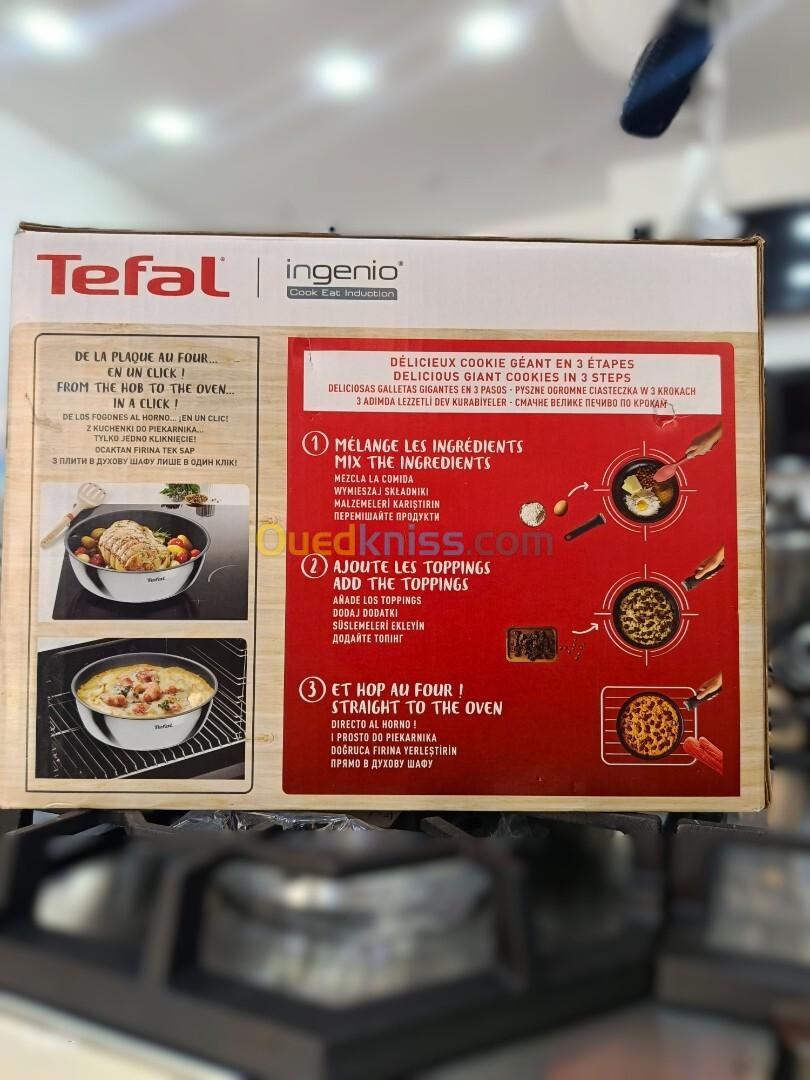 Tefal®
ingenio®
Cook Eat Induction
DE LA PLAQUE AU FOUR...
EN UN CLICK !
FROM THE HOB TO THE OVEN...
IN A CLICK !
DE LOS FOGONES AL HORNO... ¡EN UN CLIC!
Z KUCHENKI DO PIEKARNIKA...
TYLKO JEDNO KLIKNIĘCIE!
OCAKTAN FIRINA TEK SAP
З ПЛИТИ В ДУХОВУ ШАФУ ЛИШЕ В ОДИН КЛІК!
Tefal
Tefal
DÉLICIEUX COOKIE GÉANT EN 3 ÉTAPES
DELICIOUS GIANT COOKIES IN 3 STEPS
DELICIOSAS GALLETAS GIGANTES EN 3 PASOS - PYSZNE OGROMNE CIASTECZKA W 3 KROKACH
3 ADIMDA LEZZETLİ DEV KURABİYELER - СМАЧНЕ ВЕЛИКЕ ПЕЧИВО ПО КРОКАМ
1 MÉLANGE LES INGRÉDIENTS
MIX THE INGREDIENTS
MEZCLA LA COMIDA
WYMIESZAJ SKŁADNIKI
MALZEMELERİ KARIŞTIRIN
ПЕРЕМІШАЙТЕ ПРОДУКТИ
Ouedkniss.com
2 AJOUTE LES TOPPINGS
ADD THE TOPPINGS
AÑADE LOS TOPPINGS
DODAJ DODATKI
SÜSLEMELERİ EKLEYİN
ДОДАЙТЕ ТОПІНГ
3 ET HOP AU FOUR !
STRAIGHT TO THE OVEN
DIRECTO AL HORNO !
I PROSTO DO PIEKARNIKA
DOĞRUCA FIRINA YERLEŞTİRİN
ПРЯМО В ДУХОВУ ШАФУ